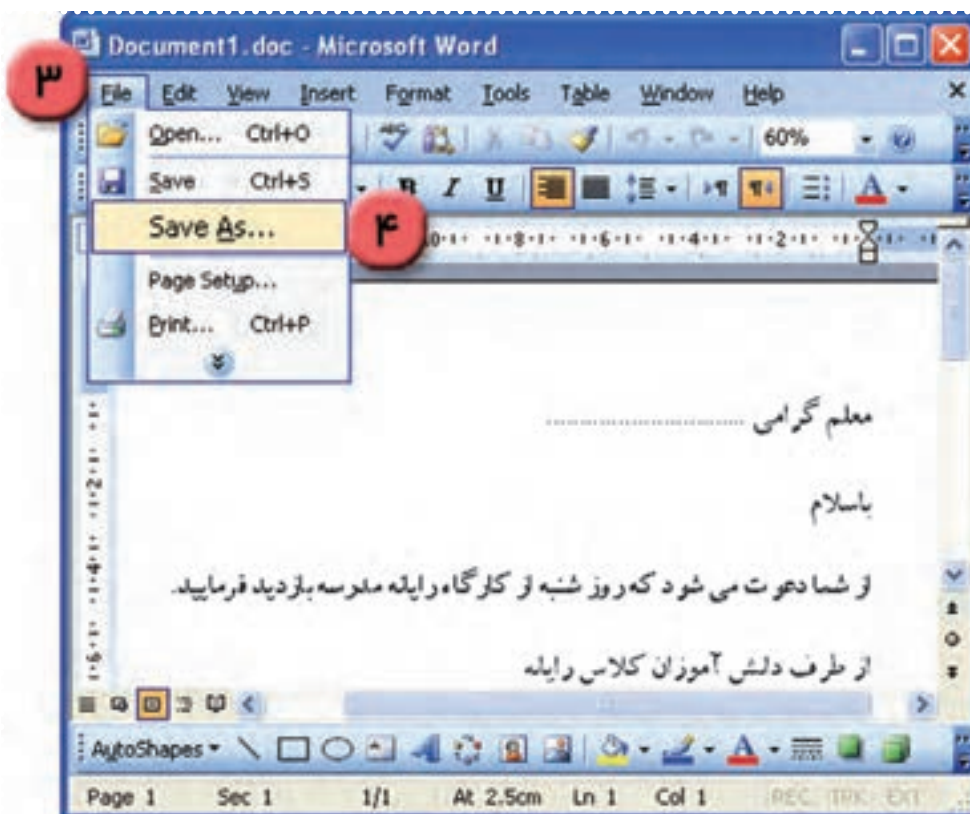 Document1.doc - Microsoft Word
۳
File Edit View Insert Format Tools Table Window Help
Open... Ctrl+O
60%
Save Ctrl+S
B I U
A
Save As...
۴
Page Setup...
Print... Ctrl+P
معلم گرامی ............................
باسلام
از شما دعوت می شود که روز شنبه از کارگاه رایانه مدرسه بازدید فرمایید.
از طرف دانش آموزان کلاس رایانه
AutoShapes
A
Page 1 Sec 1 1/1 At 2.5cm Ln 1 Col 1 REC TRK EXT